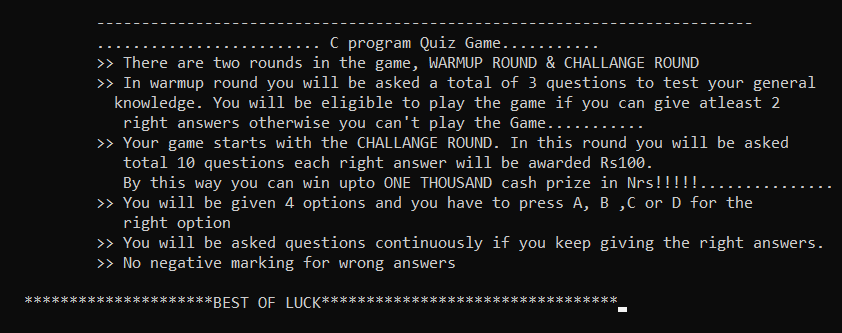 -------------------------------------------------------------------------
......................... C program Quiz Game...........
>> There are two rounds in the game, WARMUP ROUND & CHALLANGE ROUND
>> In warmup round you will be asked a total of 3 questions to test your general
knowledge. You will be eligible to play the game if you can give atleast 2
right answers otherwise you can't play the Game...........
>> Your game starts with the CHALLANGE ROUND. In this round you will be asked
total 10 questions each right answer will be awarded Rs100.
By this way you can win upto ONE THOUSAND cash prize in Nrs!!!!!...............
>> You will be given 4 options and you have to press A, B ,C or D for the
right option
>> You will be asked questions continuously if you keep giving the right answers.
>> No negative marking for wrong answers
*********************BEST OF LUCK*********************************